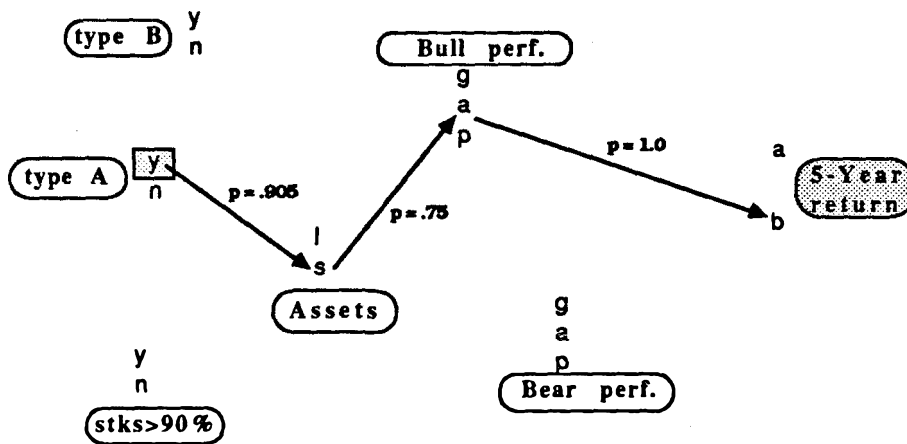 y
type B
n
Bull perf.
g
a
p
p=1.0
type A
y
n
p=.905
p=.75
a
5-Year
return
b
l
s
Assets
g
a
p
Bear perf.
y
n
stks>90%